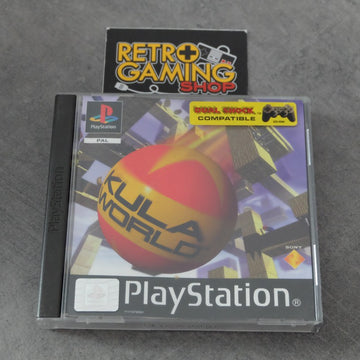 RETRO
GAMING
SHOP
PlayStation
PAL
DUAL SHOCK
COMPATIBLE
PlayStation
KULA
WORLD
SONY
PlayStation®